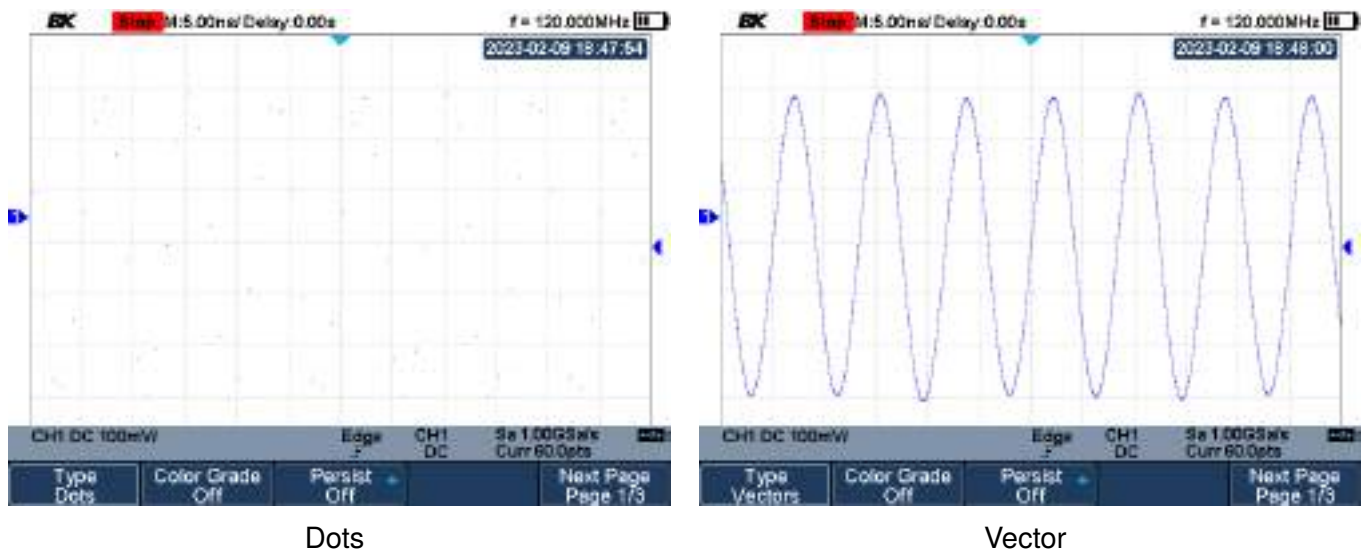 BK Stop M:5.00ns/ Delay:0.00s f = 120.000MHz
2023-02-09 18:47:54
1
CH1 DC 100mV/ Edge CH1 Sa 1.00GSa/s
DC Curr 60.0pts
Type Color Grade Persist Next Page
Dots Off Off Page 1/3
Dots
BK Stop M:5.00ns/ Delay:0.00s f = 120.000MHz
2023-02-09 18:48:00
1
CH1 DC 100mV/ Edge CH1 Sa 1.00GSa/s
DC Curr 60.0pts
Type Color Grade Persist Next Page
Vectors Off Off Page 1/3
Vector